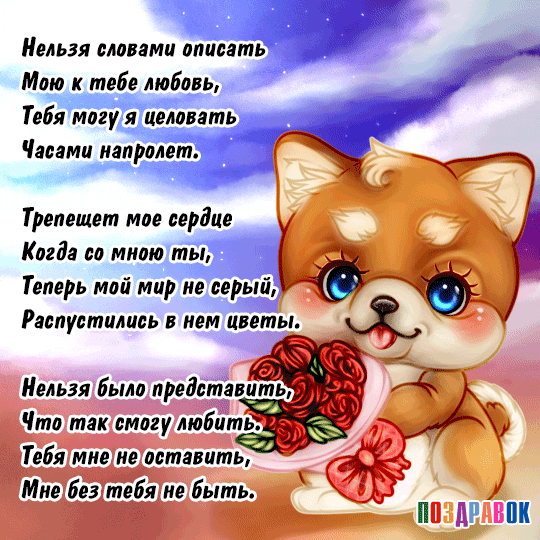 Нельзя словами описать
Мою к тебе любовь,
Тебя могу я целовать
Часами напролет.
Трепещет мое сердце
Когда со мною ты,
Теперь мой мир не серый,
Распустились в нем цветы.
Нельзя было представить,
Что так смогу любить.
Тебя мне не оставить,
Мне без тебя не быть.
ПОЗДРАВОК